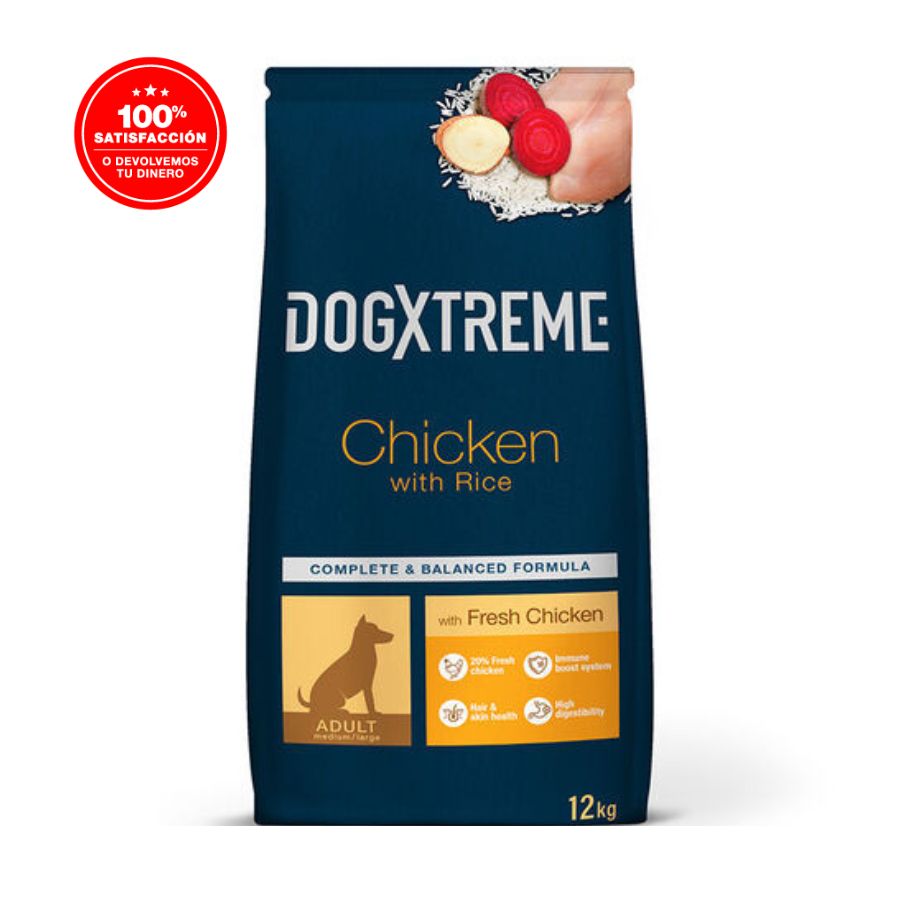 100%
SATISFACCIÓN
O DEVOLVEMOS
TU DINERO
DOGXTREME
Chicken
with Rice
COMPLETE & BALANCED FORMULA
with Fresh Chicken
20% Fresh
chicken
Immune
boost system
Hair &
skin health
High
digestibility
ADULT
medium/large
12kg